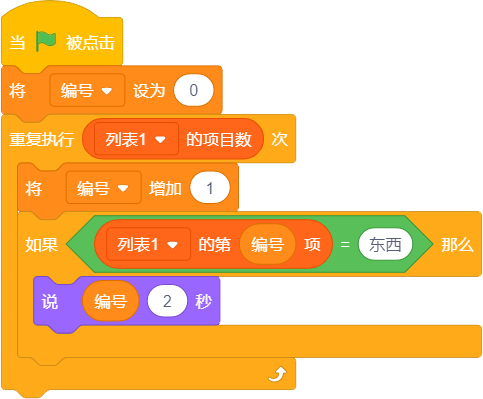 当 被点击
将 编号 设为 0
重复执行 列表1 的项目数 次
将 编号 增加 1
如果 列表1 的第 编号 项 = 东西 那么
说 编号 2 秒